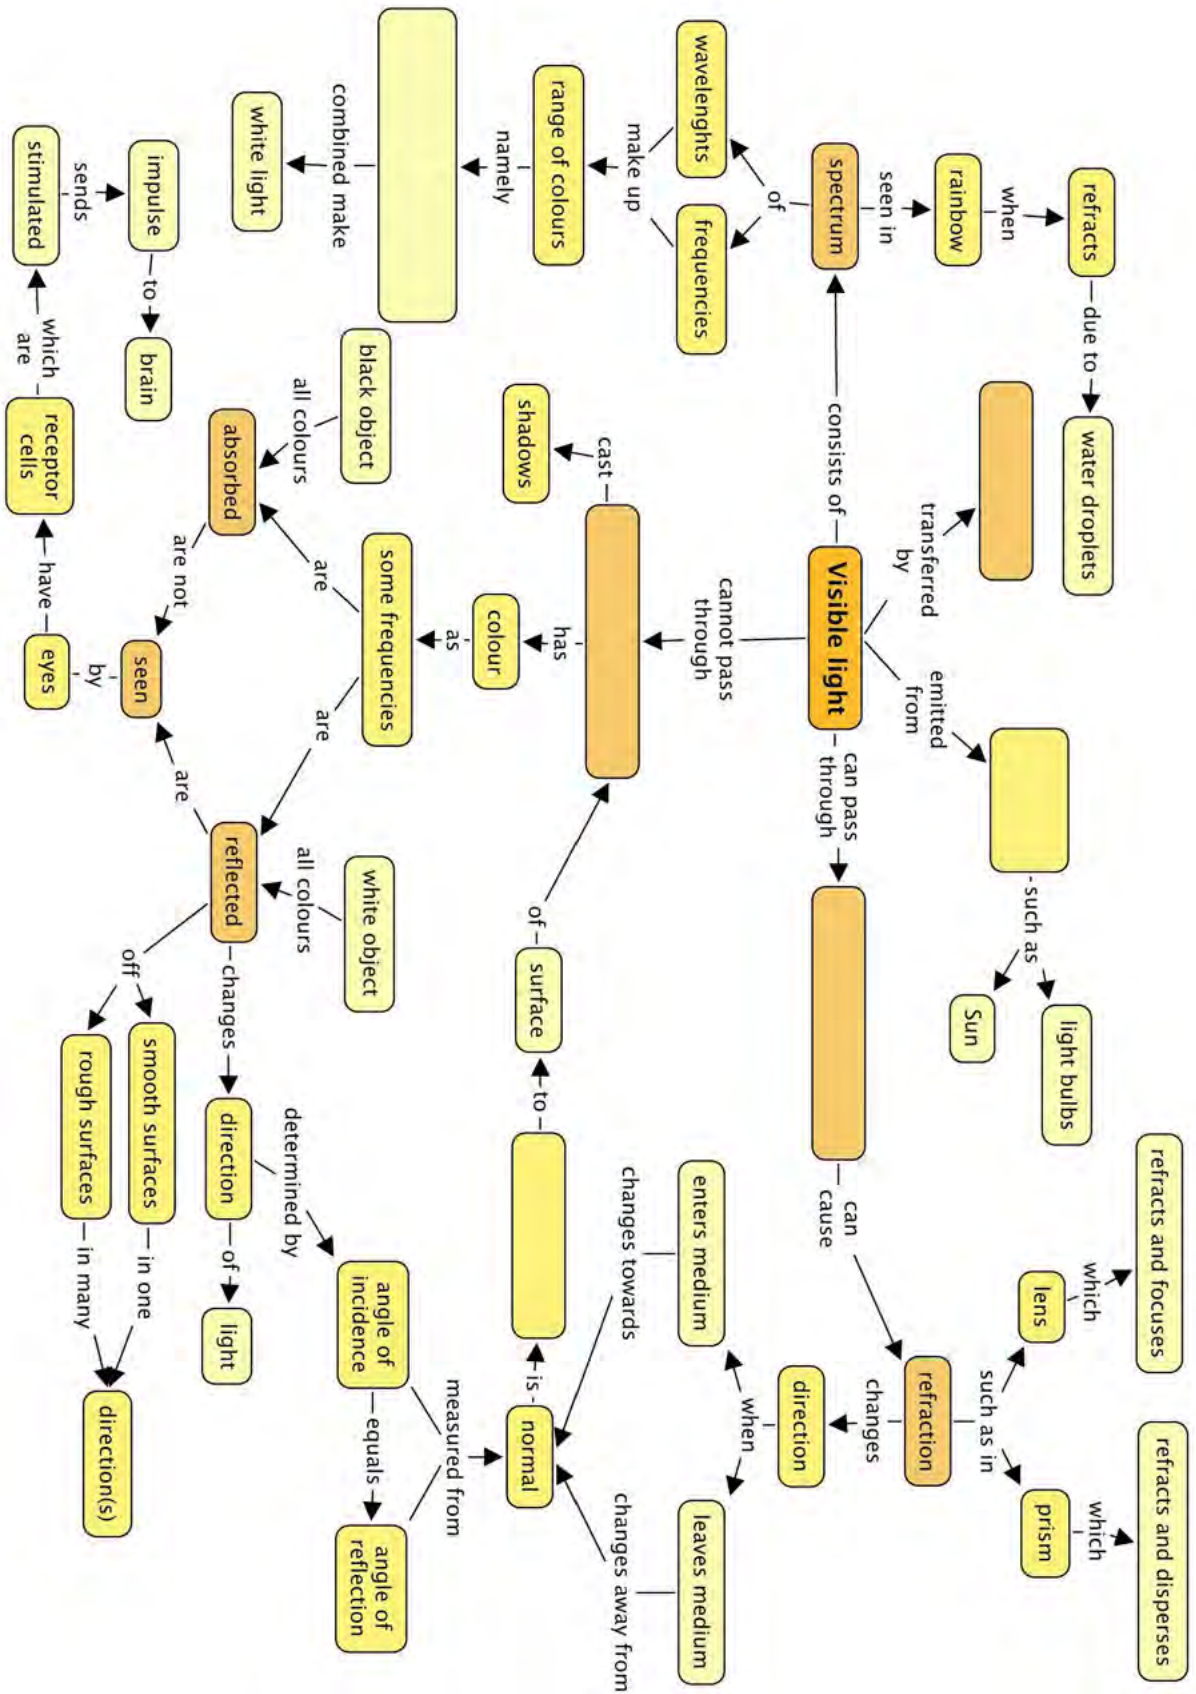 refracts and focuses
refracts and disperses
which
which
refracts
due to
water droplets
such as
light bulbs
lens
prism
when
transferred
by
emitted
from
Sun
such as in
rainbow
refraction
seen in
changes
spectrum
consists of
Visible light
can pass
through
can
cause
direction
of
when
wavelenghts
frequencies
cannot pass
through
enters medium
leaves medium
make up
changes towards
changes away from
range of colours
cast
has
of
surface
to
is
normal
namely
shadows
colour
as
measured from
combined make
black object
some frequencies
white object
angle of
incidence
equals
angle of
reflection
all colours
are
are
all colours
determined by
white light
absorbed
reflected
changes
direction
of
light
are not
are
impulse
to
brain
seen
off
smooth surfaces
in one
sends
by
rough surfaces
in many
direction(s)
stimulated
which
are
receptor
cells
have
eyes